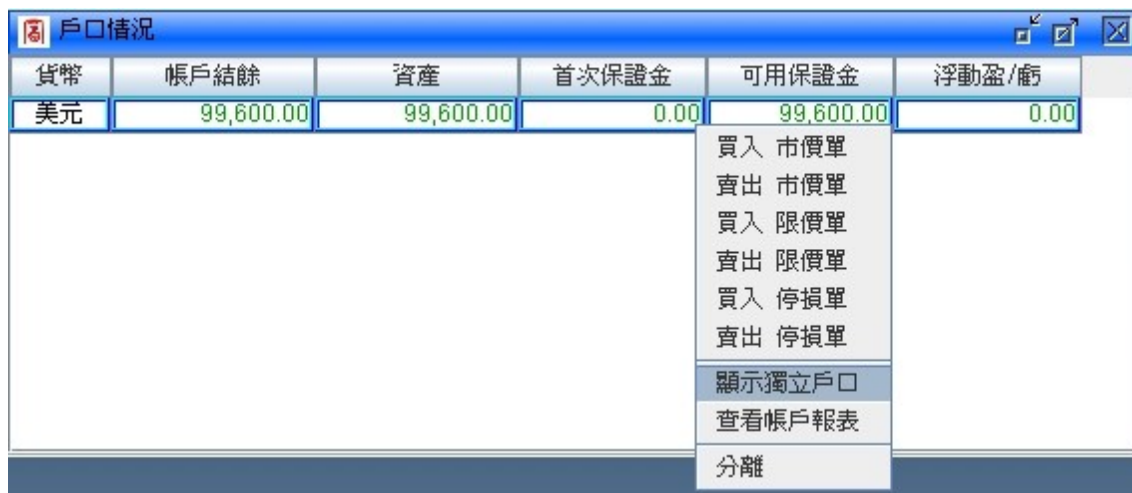 戶口情況
貨幣 帳戶結餘 資產 首次保證金 可用保證金 浮動盈/虧
美元 99,600.00 99,600.00 0.00 99,600.00 0.00
買入 市價單
賣出 市價單
買入 限價單
賣出 限價單
買入 停損單
賣出 停損單
顯示獨立戶口
查看帳戶報表
分離